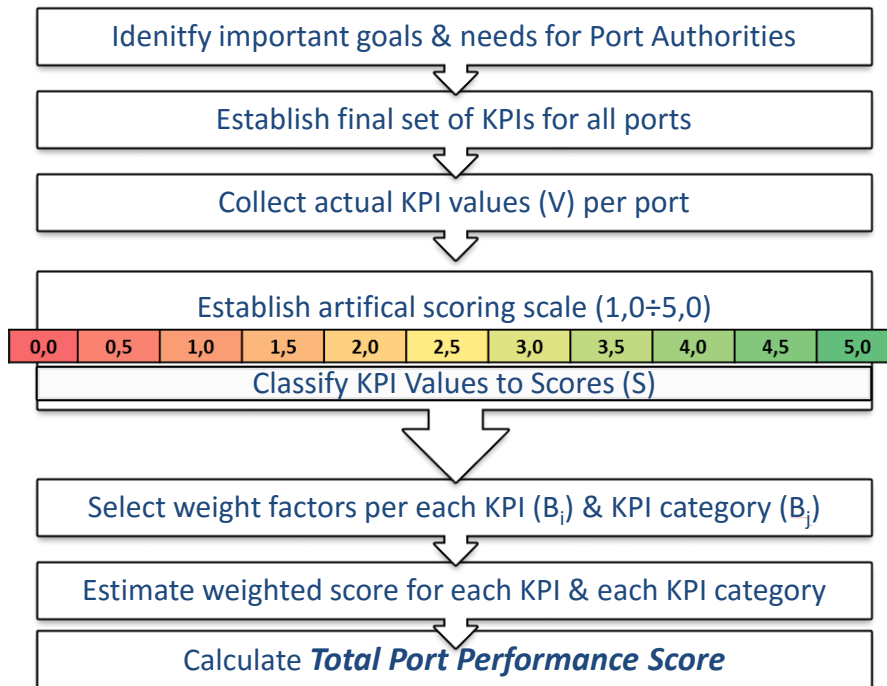 Idenitfy important goals & needs for Port Authorities
Establish final set of KPIs for all ports
Collect actual KPI values (V) per port
Establish artifical scoring scale (1,0÷5,0)
0,0 0,5 1,0 1,5 2,0 2,5 3,0 3,5 4,0 4,5 5,0
Classify KPI Values to Scores (S)
Select weight factors per each KPI (Bi) & KPI category (Bj)
Estimate weighted score for each KPI & each KPI category
Calculate Total Port Performance Score